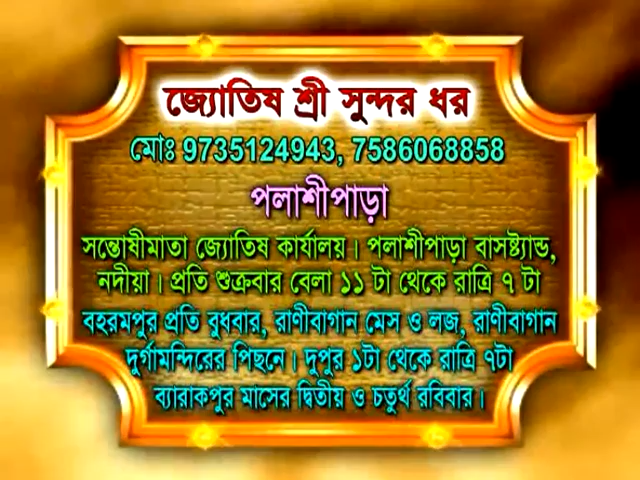 জ্যোতিষ শ্রী সুন্দর ধর
মোঃ 9735124943, 7586068858
পলাশীপাড়া
সন্তোষীমাতা জ্যোতিষ কার্যালয়। পলাশীপাড়া বাসষ্ট্যান্ড,
নদীয়া। প্রতি শুক্রবার বেলা ১১ টা থেকে রাত্রি ৭ টা
বহরমপুর প্রতি বুধবার, রাণীবাগান মেস ও লজ, রাণীবাগান
দুর্গামন্দিরের পিছনে। দুপুর ১টা থেকে রাত্রি ৭টা
ব্যারাকপুর মাসের দ্বিতীয় ও চতুর্থ রবিবার।